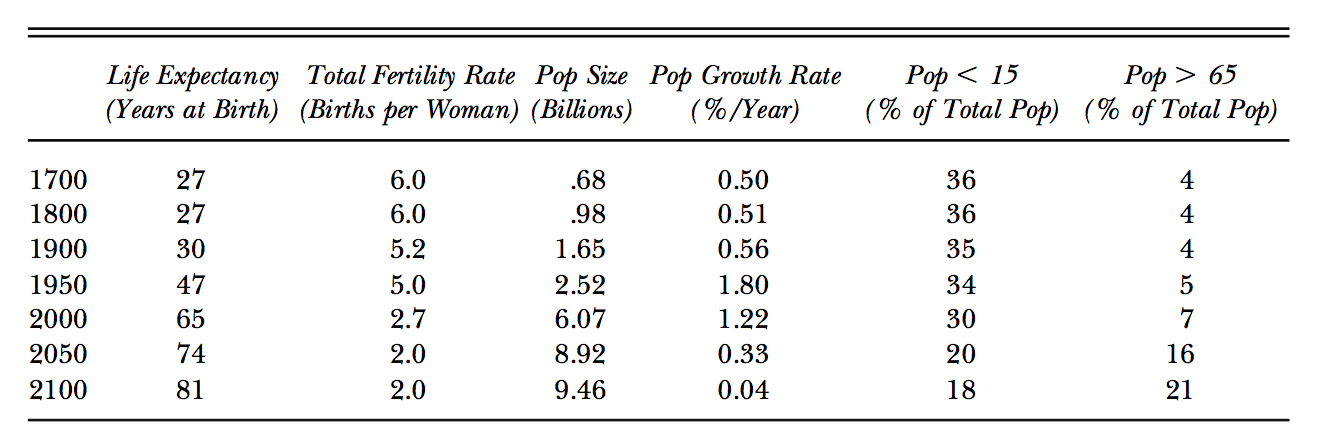 Life Expectancy Total Fertility Rate Pop Size Pop Growth Rate Pop < 15 Pop > 65
(Years at Birth) (Births per Woman) (Billions) (%/Year) (% of Total Pop) (% of Total Pop)
1700 27 6.0 .68 0.50 36 4
1800 27 6.0 .98 0.51 36 4
1900 30 5.2 1.65 0.56 35 4
1950 47 5.0 2.52 1.80 34 5
2000 65 2.7 6.07 1.22 30 7
2050 74 2.0 8.92 0.33 20 16
2100 81 2.0 9.46 0.04 18 21